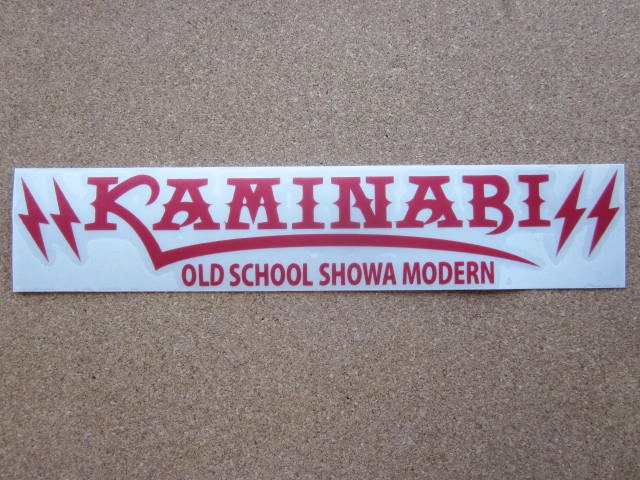 KAMINARI
OLD SCHOOL SHOWA MODERN